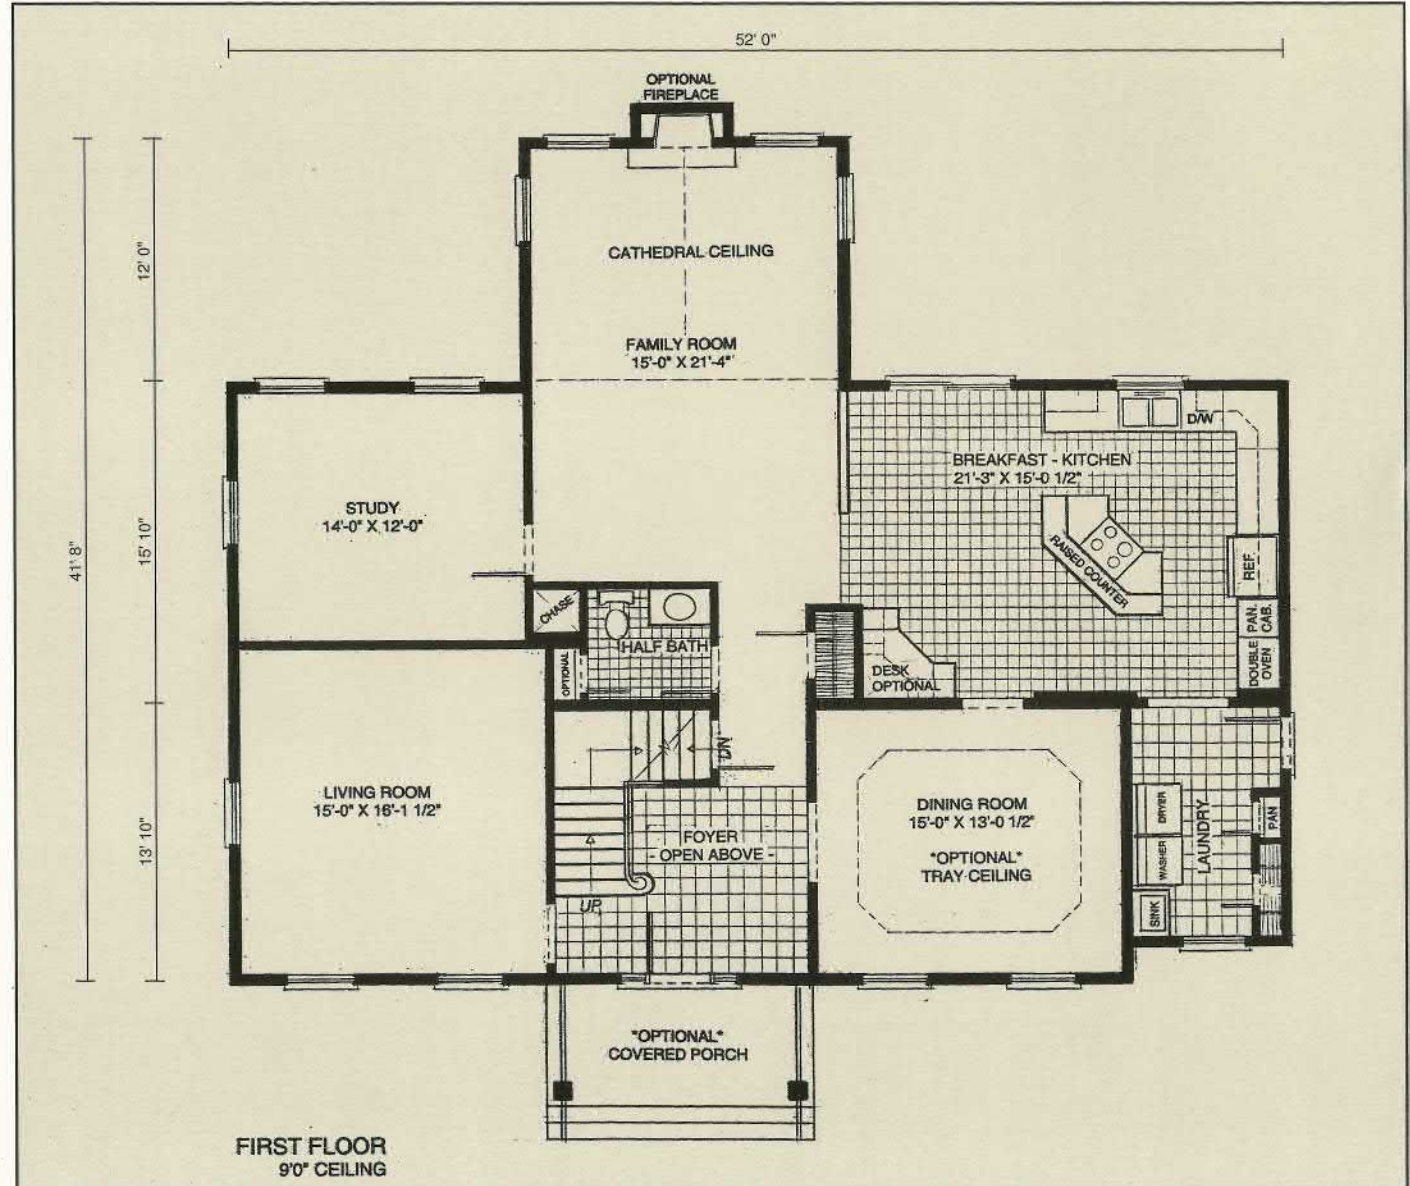 52' 0"
OPTIONAL
FIREPLACE
12' 0"
CATHEDRAL CEILING
FAMILY ROOM
15'-0" X 21'-4"
41' 8"
15' 10"
STUDY
14'-0" X 12'-0"
D/W
BREAKFAST - KITCHEN
21'-3" X 15'-0 1/2"
RAISED COUNTER
REF.
PAN.
CAB.
DOUBLE
OVEN
CHASE
HALF BATH
OPTIONAL
DESK
OPTIONAL
DN
13' 10"
LIVING ROOM
15'-0" X 16'-1 1/2"
FOYER
- OPEN ABOVE -
UP
DINING ROOM
15'-0" X 13'-0 1/2"
*OPTIONAL*
TRAY CEILING
DRYER
WASHER
LAUNDRY
PAN
SINK
*OPTIONAL*
COVERED PORCH
FIRST FLOOR
9'0" CEILING